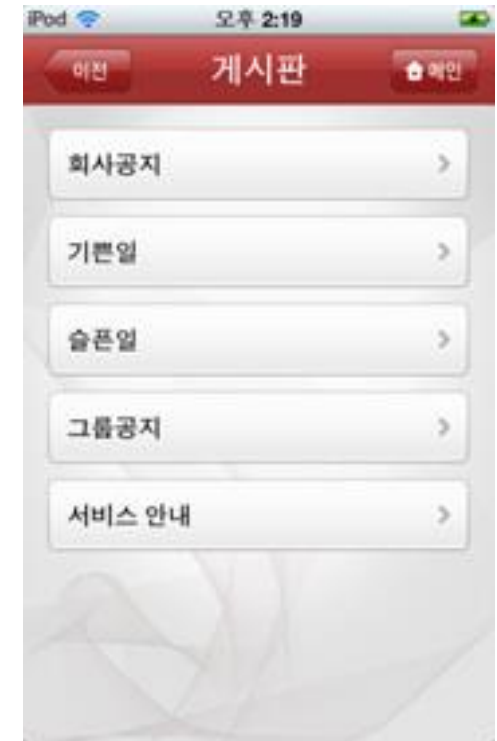 iPod 오후 2:19
이전 게시판 메인
회사공지
기쁜일
슬픈일
그룹공지
서비스 안내